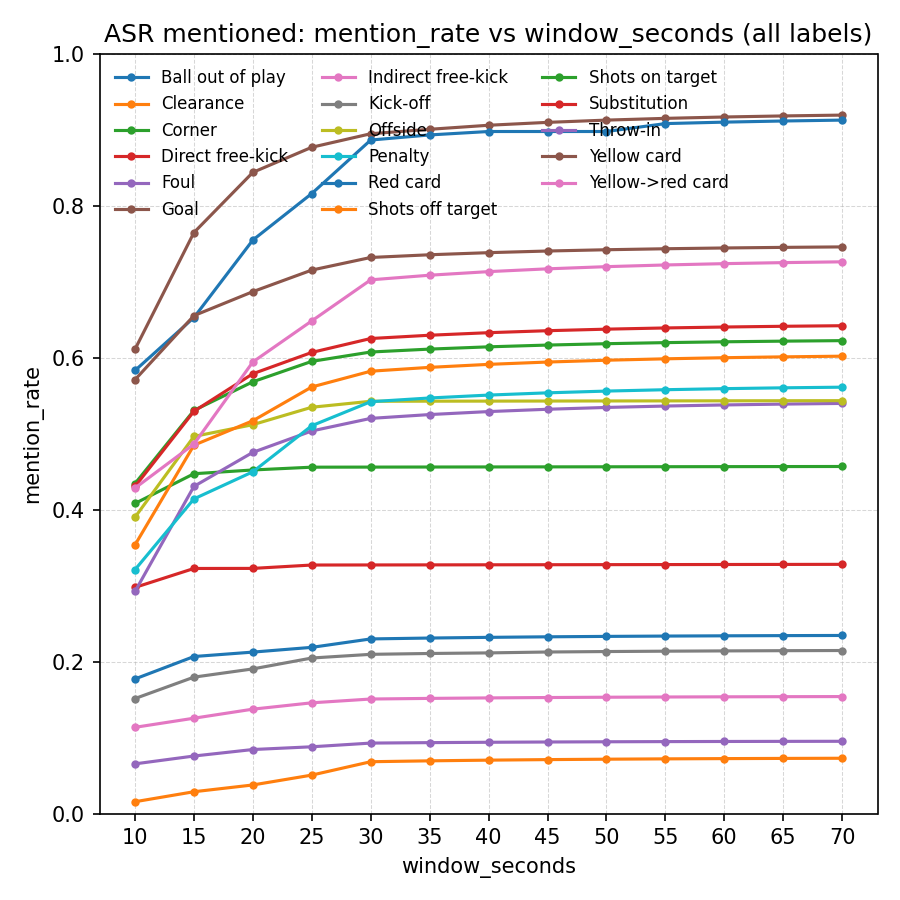 ASR mentioned: mention_rate vs window_seconds (all labels)
Ball out of play
Clearance
Corner
Direct free-kick
Foul
Goal
Indirect free-kick
Kick-off
Offside
Penalty
Red card
Shots off target
Shots on target
Substitution
Throw-in
Yellow card
Yellow->red card
mention_rate
1.0
0.8
0.6
0.4
0.2
0.0
10 15 20 25 30 35 40 45 50 55 60 65 70
window_seconds